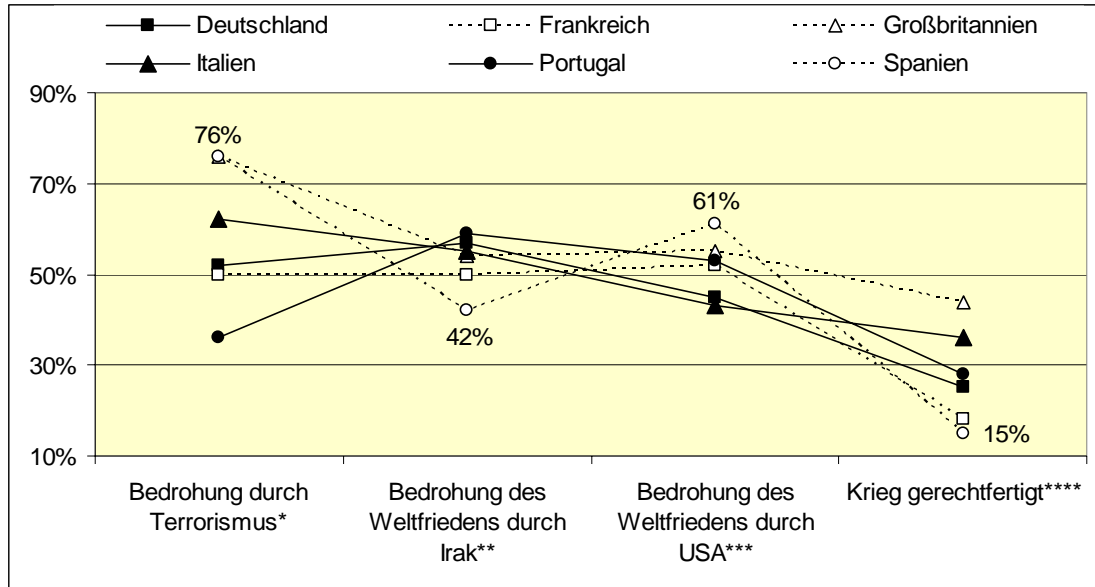 Deutschland Frankreich Großbritannien
Italien Portugal Spanien
90%
76%
70%
61%
50%
42%
30%
15%
10%
Bedrohung durch
Terrorismus*
Bedrohung des
Weltfriedens durch
Irak**
Bedrohung des
Weltfriedens durch
USA***
Krieg gerechtfertigt****